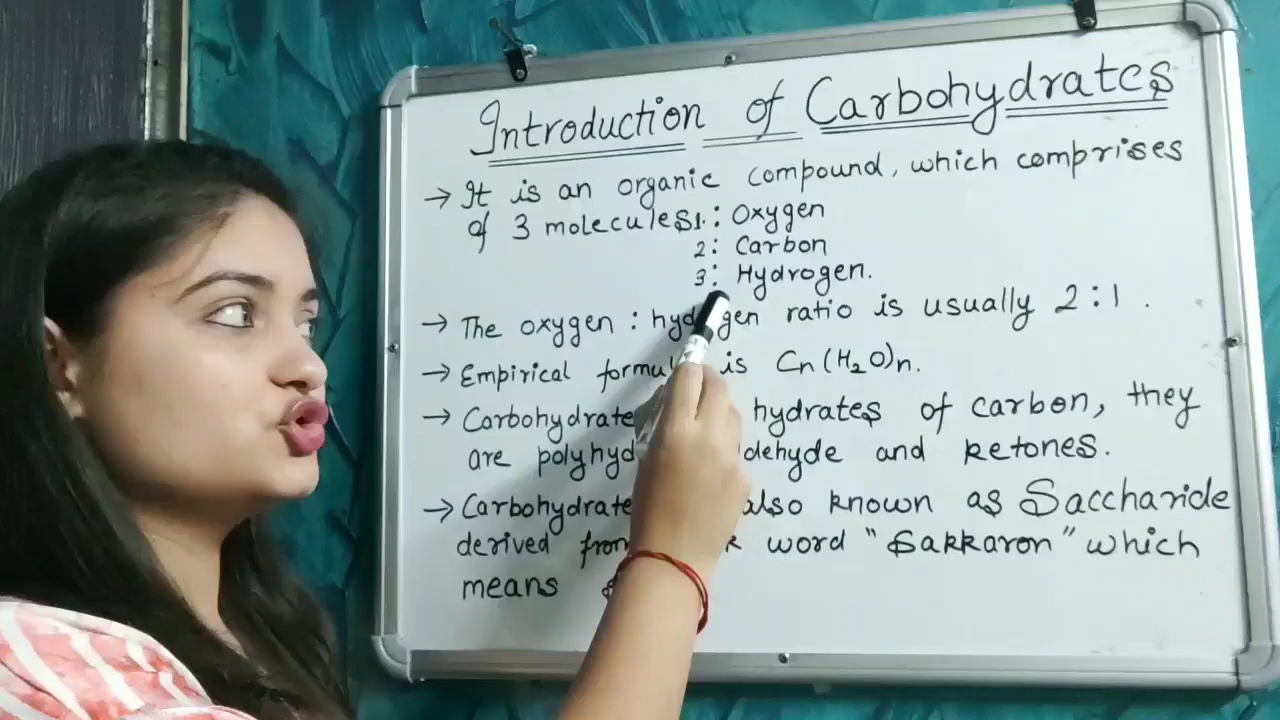 Introduction of Carbohydrates
→ It is an organic compound, which comprises
of 3 molecules 1.: Oxygen
2: Carbon
3: Hydrogen.
→ The oxygen : hyd gen ratio is usually 2:1.
→ Empirical formul is Cn(H₂O)n.
→ Carbohydrate hydrates of carbon, they
are polyhyd dehyde and ketones.
→ Carbohydrate also known as Saccharide
derived from word "Sakkaron" which
means